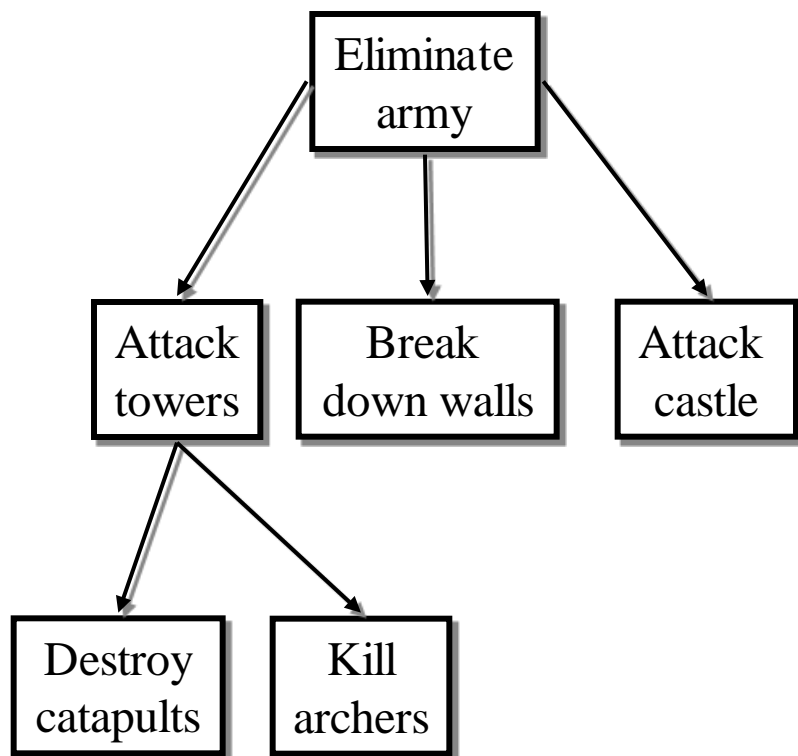 Eliminate
army
Attack
towers
Break
down walls
Attack
castle
Destroy
catapults
Kill
archers